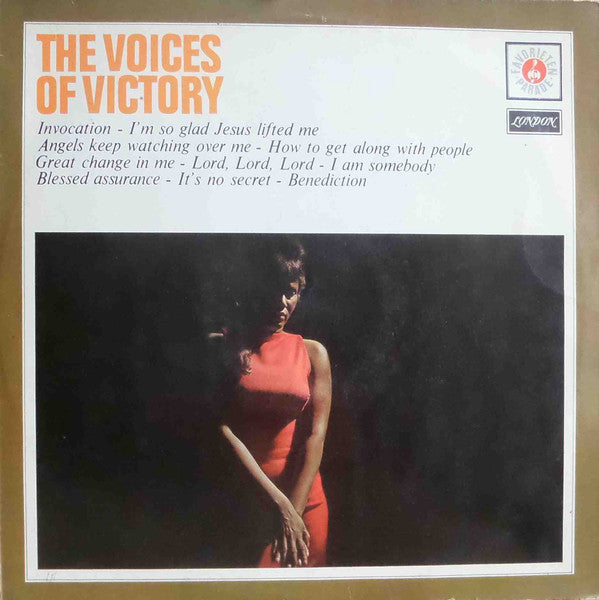 THE VOICES
OF VICTORY
Invocation - I'm so glad Jesus lifted me
Angels keep watching over me - How to get along with people
Great change in me - Lord, Lord, Lord - I am somebody
Blessed assurance - It's no secret - Benediction
FAVORIETEN
PARADE
LONDON